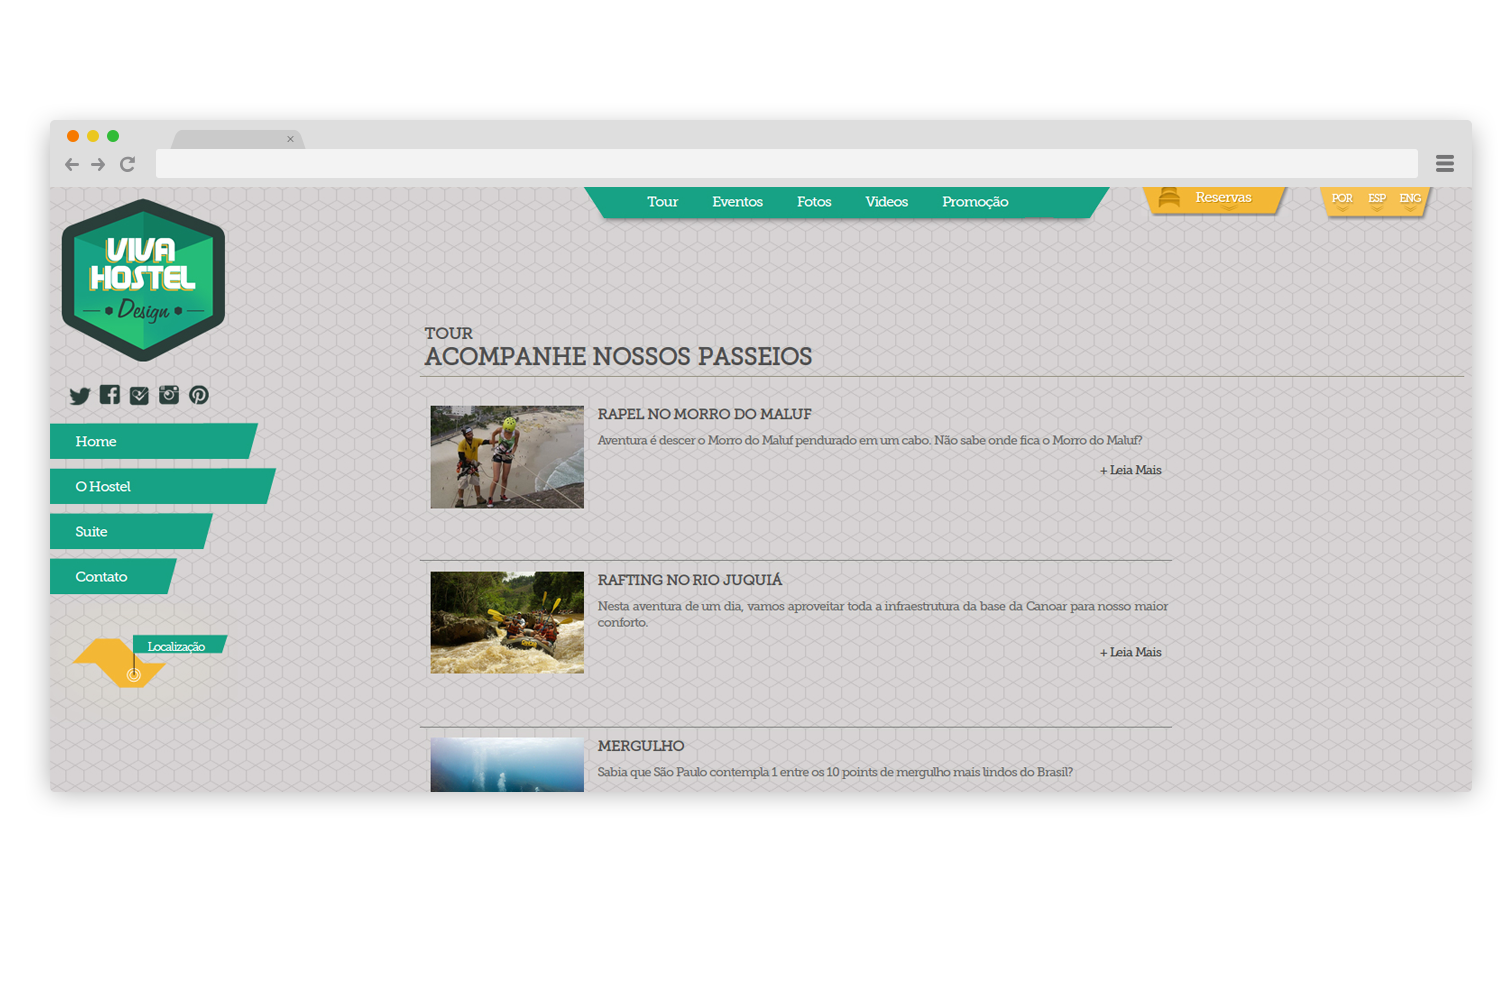 Tour Eventos Fotos Videos Promoção
Reservas
POR ESP ENG
VIVA
HOSTEL
Design
Home
O Hostel
Suite
Contato
Localização
TOUR
ACOMPANHE NOSSOS PASSEIOS
RAPEL NO MORRO DO MALUF
Aventura é descer o Morro do Maluf pendurado em um cabo. Não sabe onde fica o Morro do Maluf?
+ Leia Mais
RAFTING NO RIO JUQUIÁ
Nesta aventura de um dia, vamos aproveitar toda a infraestrutura da base da Canoar para nosso maior
conforto.
+ Leia Mais
MERGULHO
Sabia que São Paulo contempla 1 entre os 10 points de mergulho mais lindos do Brasil?